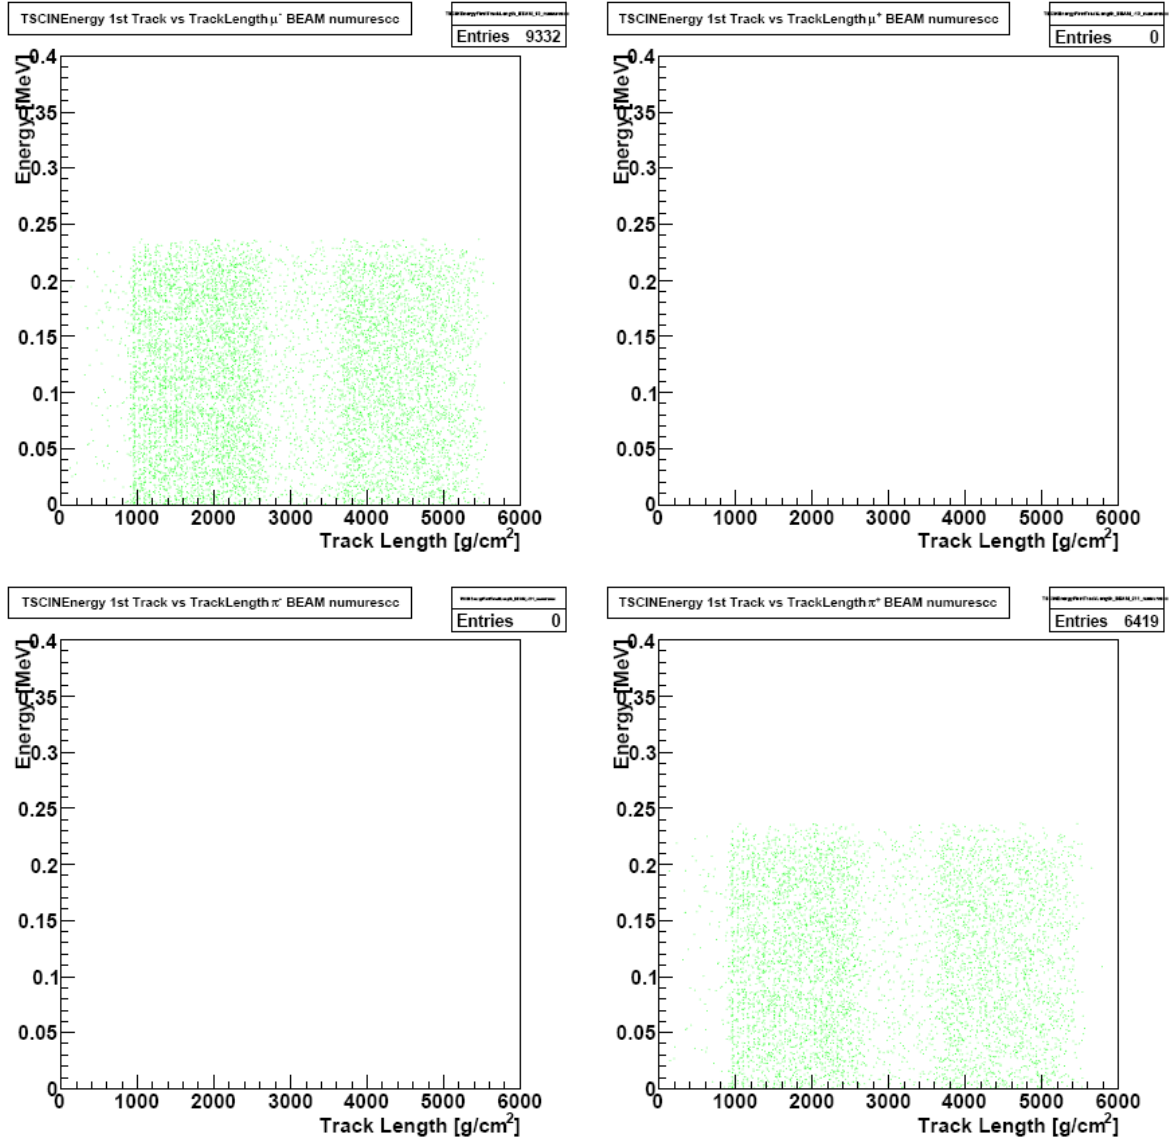 TSCINEnergy 1st Track vs TrackLength μ⁻ BEAM numurescc
Entries 9332
Energy [MeV]
0.4
0.35
0.3
0.25
0.2
0.15
0.1
0.05
0
0 1000 2000 3000 4000 5000 6000
Track Length [g/cm²]
TSCINEnergy 1st Track vs TrackLength μ⁺ BEAM numurescc
Entries 0
Energy [MeV]
0.4
0.35
0.3
0.25
0.2
0.15
0.1
0.05
0
0 1000 2000 3000 4000 5000 6000
Track Length [g/cm²]
TSCINEnergy 1st Track vs TrackLength π⁻ BEAM numurescc
Entries 0
Energy [MeV]
0.4
0.35
0.3
0.25
0.2
0.15
0.1
0.05
0
0 1000 2000 3000 4000 5000 6000
Track Length [g/cm²]
TSCINEnergy 1st Track vs TrackLength π⁺ BEAM numurescc
Entries 6419
Energy [MeV]
0.4
0.35
0.3
0.25
0.2
0.15
0.1
0.05
0
0 1000 2000 3000 4000 5000 6000
Track Length [g/cm²]